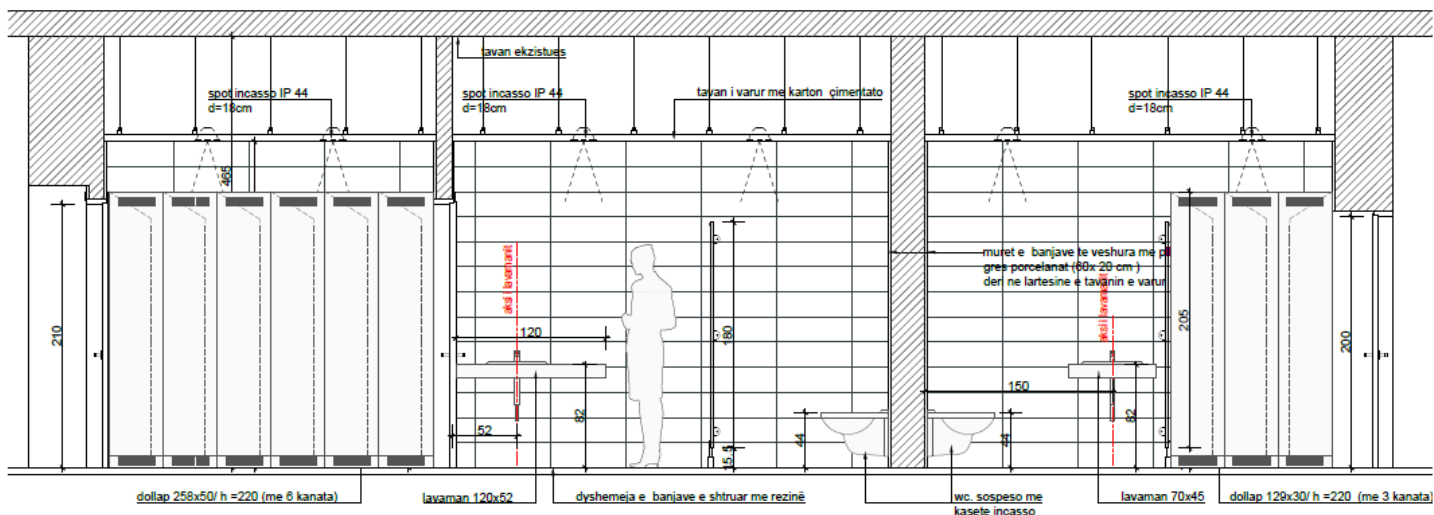 tavan ekzistues
spot incasso IP 44
d=18cm
spot incasso IP 44
d=18cm
tavan i varur me karton çimentato
spot incasso IP 44
d=18cm
465
muret e banjave te veshura me p
gres porcelanat (60x 20 cm )
deri ne lartesine e tavanin e varur
aksi i lavamanit
aksi i lavamanit
210
120
180
205
200
150
82
52
44
44
82
15.5
dollap 258x50/ h =220 (me 6 kanata)
lavaman 120x52
dyshemeja e banjave e shtruar me rezinë
wc. sospeso me
kasete incasso
lavaman 70x45
dollap 129x30/ h =220 (me 3 kanata)